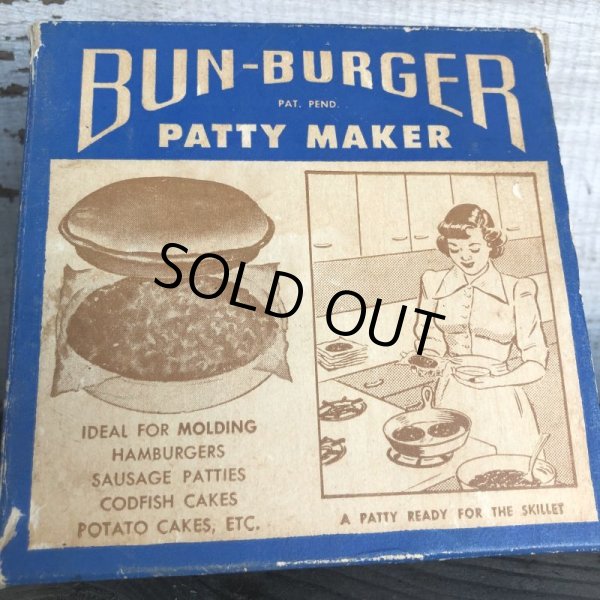 BUN-BURGER
PAT. PEND.
PATTY MAKER
SOLD OUT
IDEAL FOR MOLDING
HAMBURGERS
SAUSAGE PATTIES
CODFISH CAKES
POTATO CAKES, ETC.
A PATTY READY FOR THE SKILLET